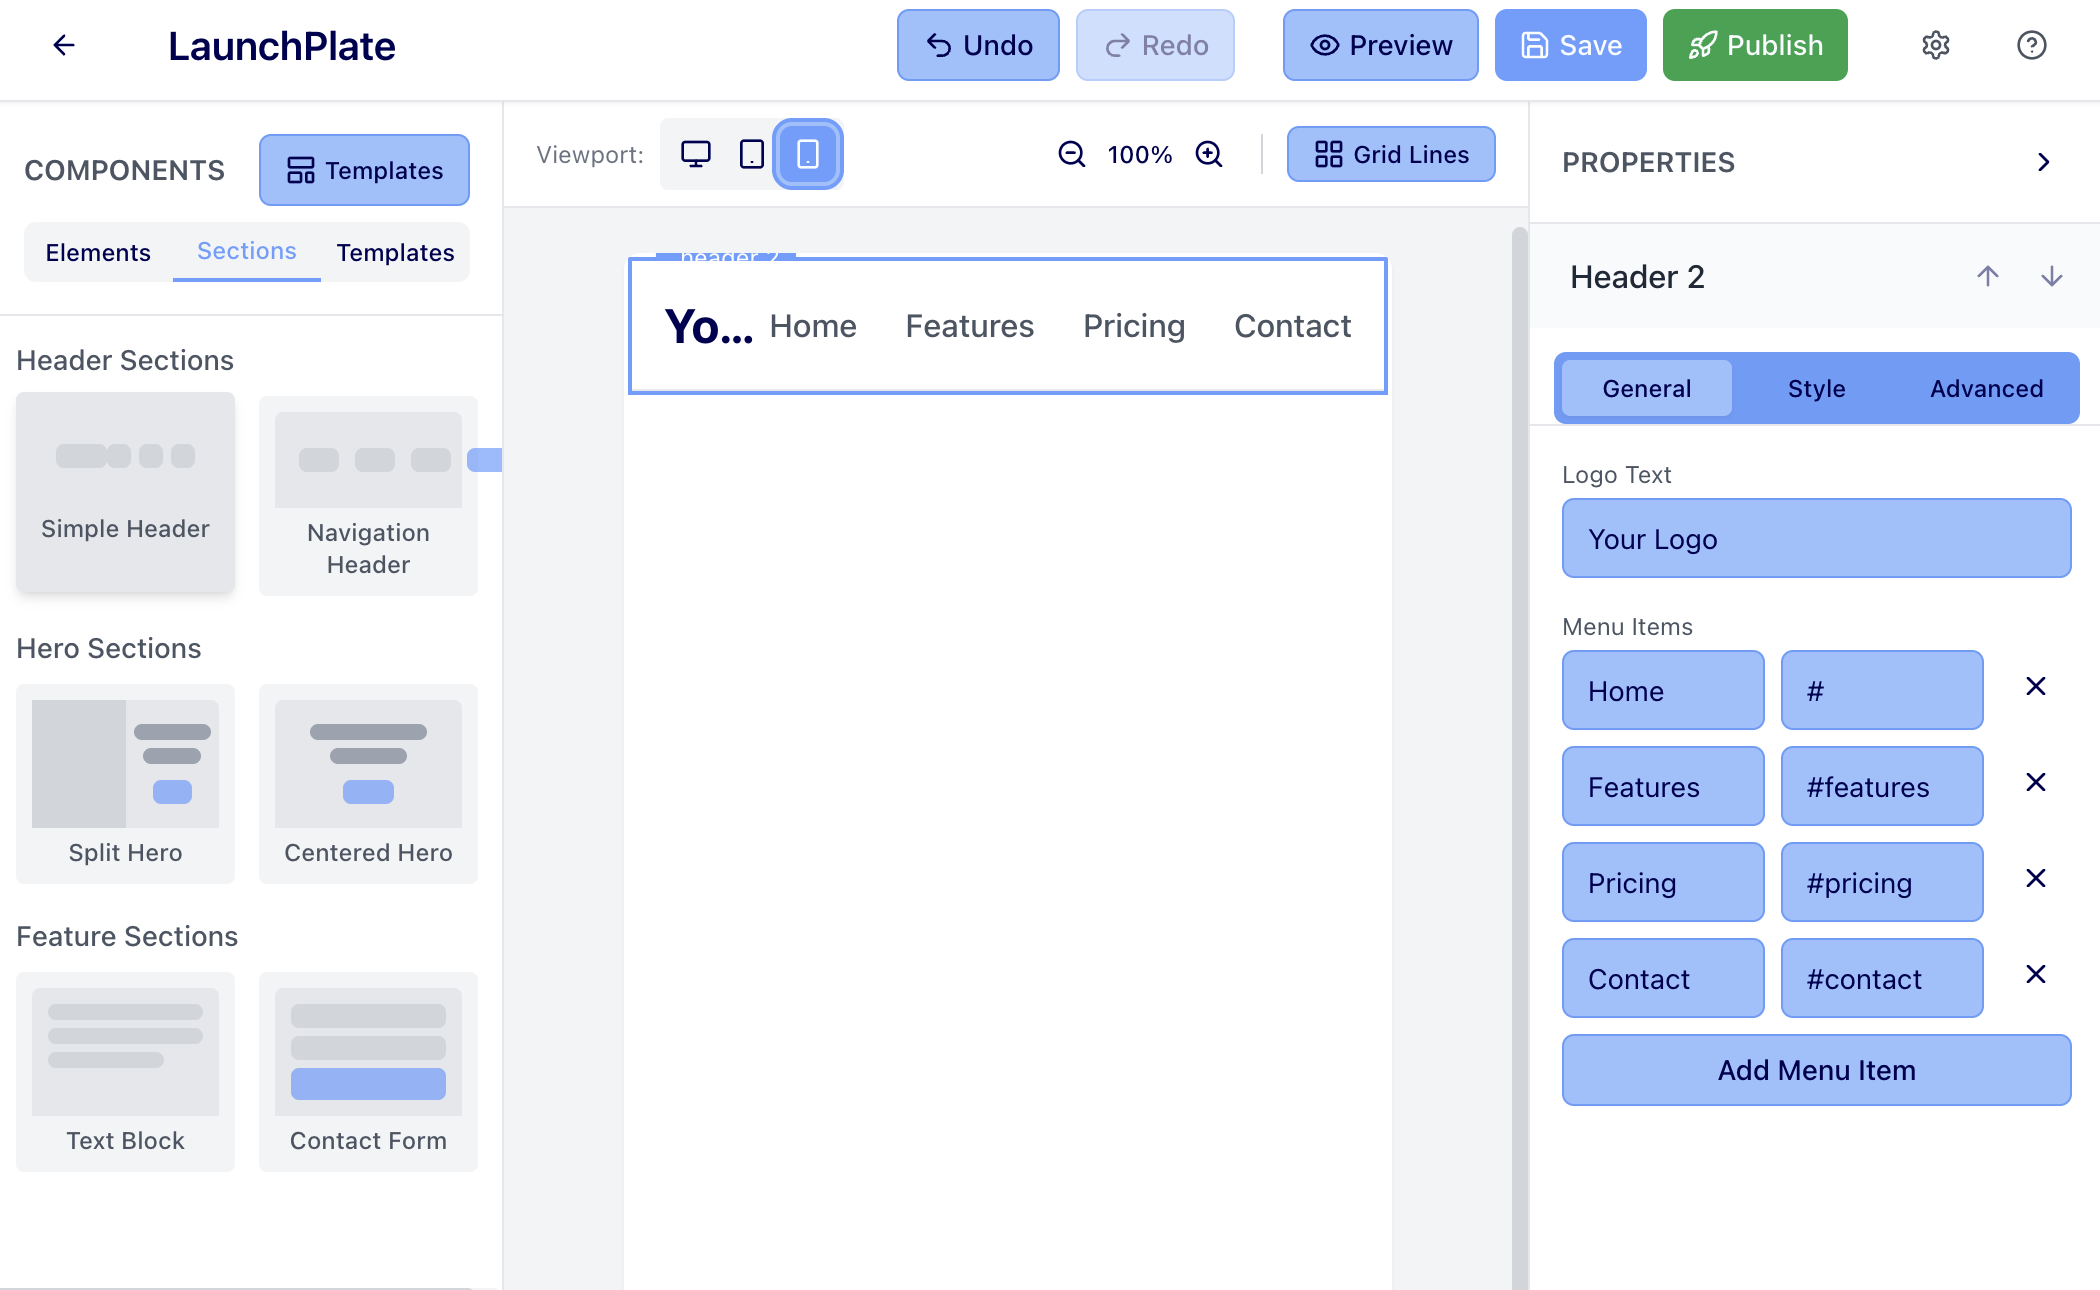 LaunchPlate
Undo
Redo
Preview
Save
Publish
COMPONENTS
Templates
Elements
Sections
Templates
Header Sections
Simple Header
Navigation
Header
Hero Sections
Split Hero
Centered Hero
Feature Sections
Text Block
Contact Form
Viewport:
100%
Grid Lines
header 2
Yo...
Home
Features
Pricing
Contact
PROPERTIES
Header 2
General
Style
Advanced
Logo Text
Your Logo
Menu Items
Home
#
Features
#features
Pricing
#pricing
Contact
#contact
Add Menu Item